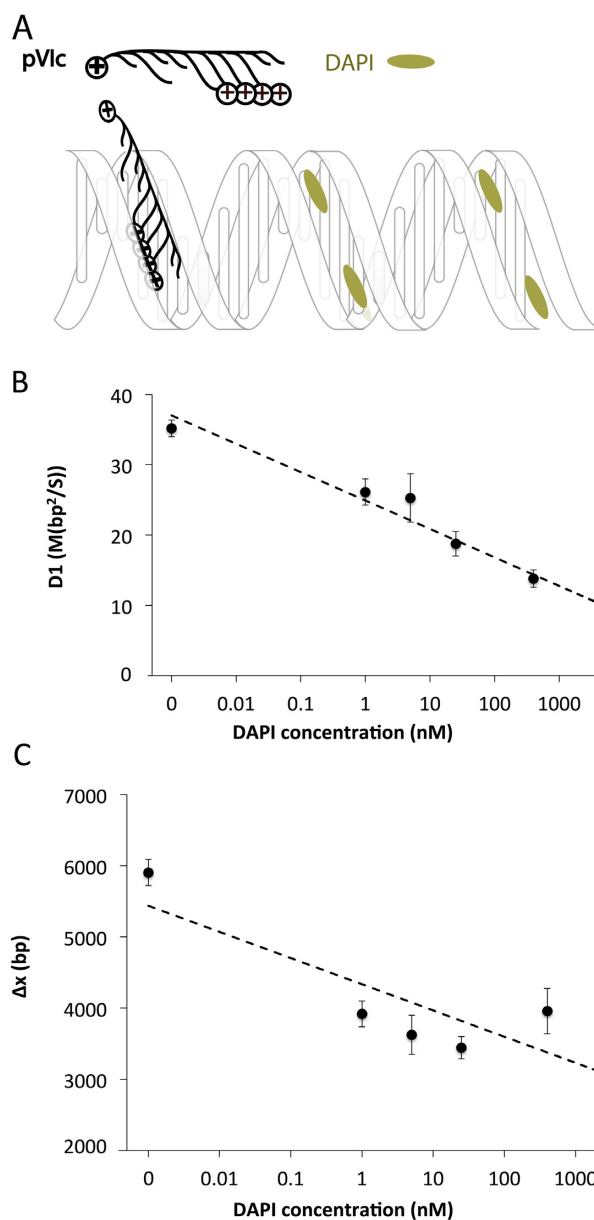 A
pVIc
DAPI
+
+ + + +
+
+
+
+
+
B
D1 (M(bp²/S))
40
30
20
10
0
0 0.01 0.1 1 10 100 1000
DAPI concentration (nM)
C
Δx (bp)
7000
6000
5000
4000
3000
2000
0 0.01 0.1 1 10 100 1000
DAPI concentration (nM)